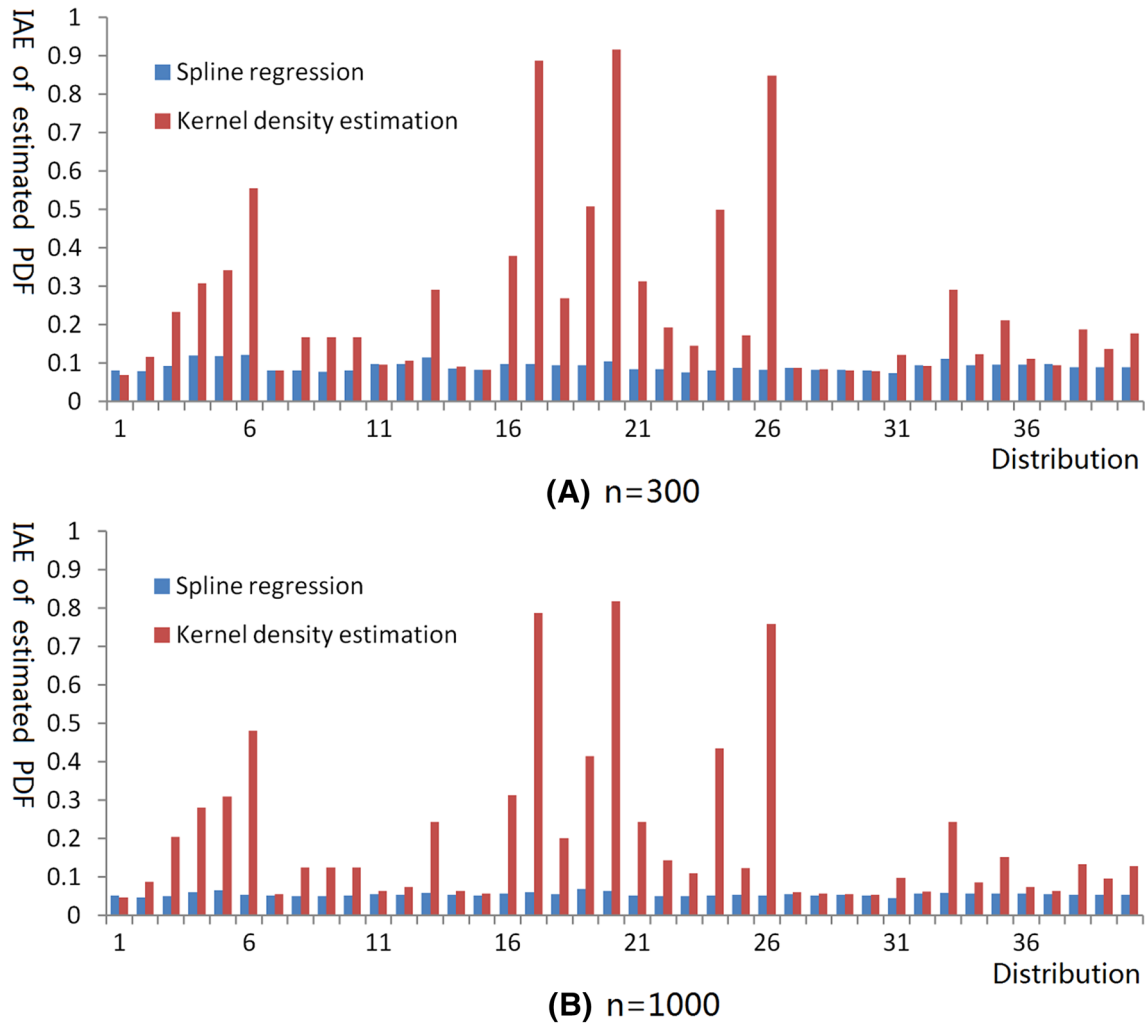 IAE of estimated PDF
1
0.9
0.8
0.7
0.6
0.5
0.4
0.3
0.2
0.1
0
Spline regression
Kernel density estimation
1 6 11 16 21 26 31 36
Distribution
(A) n=300
IAE of estimated PDF
1
0.9
0.8
0.7
0.6
0.5
0.4
0.3
0.2
0.1
0
Spline regression
Kernel density estimation
1 6 11 16 21 26 31 36
Distribution
(B) n=1000